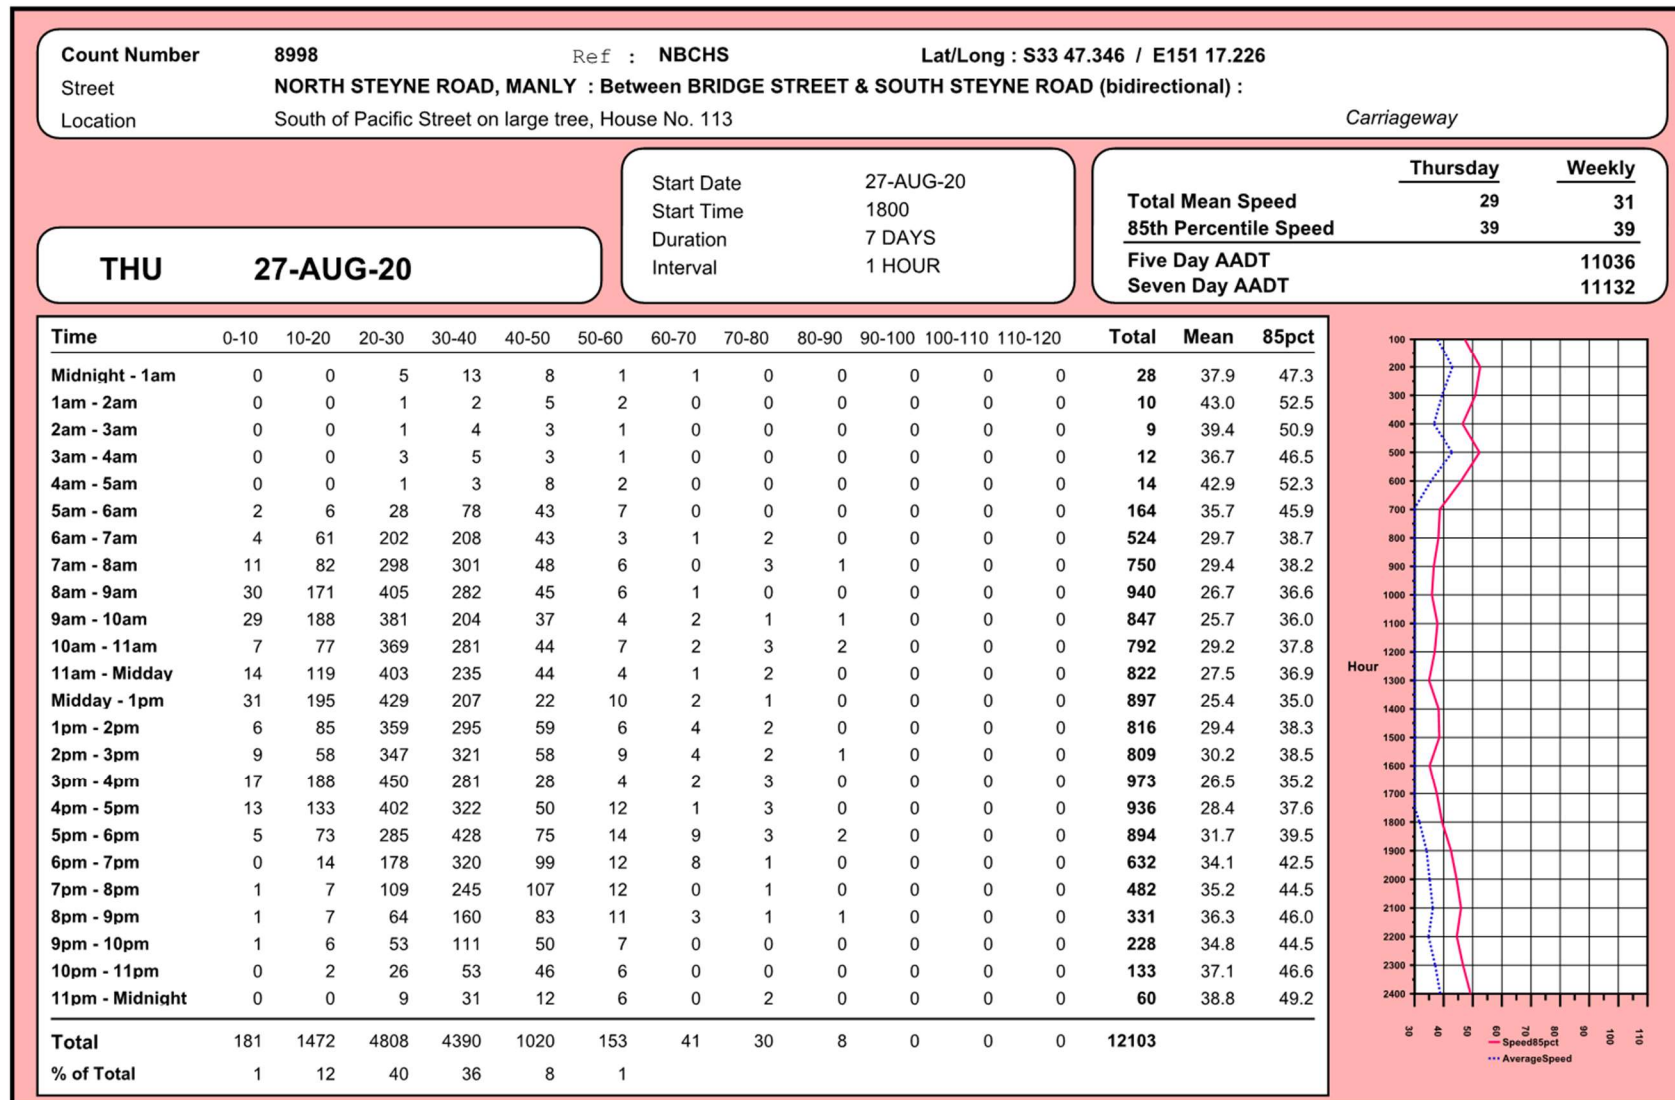 Count Number 8998 Ref : NBCHS Lat/Long : S33 47.346 / E151 17.226
Street NORTH STEYNE ROAD, MANLY : Between BRIDGE STREET & SOUTH STEYNE ROAD (bidirectional) :
Location South of Pacific Street on large tree, House No. 113 Carriageway
THU 27-AUG-20
Start Date 27-AUG-20
Start Time 1800
Duration 7 DAYS
Interval 1 HOUR
Thursday Weekly
Total Mean Speed 29 31
85th Percentile Speed 39 39
Five Day AADT 11036
Seven Day AADT 11132
Time 0-10 10-20 20-30 30-40 40-50 50-60 60-70 70-80 80-90 90-100 100-110 110-120 Total Mean 85pct
Midnight - 1am 0 0 5 13 8 1 1 0 0 0 0 0 28 37.9 47.3
1am - 2am 0 0 1 2 5 2 0 0 0 0 0 0 10 43.0 52.5
2am - 3am 0 0 1 4 3 1 0 0 0 0 0 0 9 39.4 50.9
3am - 4am 0 0 3 5 3 1 0 0 0 0 0 0 12 36.7 46.5
4am - 5am 0 0 1 3 8 2 0 0 0 0 0 0 14 42.9 52.3
5am - 6am 2 6 28 78 43 7 0 0 0 0 0 0 164 35.7 45.9
6am - 7am 4 61 202 208 43 3 1 2 0 0 0 0 524 29.7 38.7
7am - 8am 11 82 298 301 48 6 0 3 1 0 0 0 750 29.4 38.2
8am - 9am 30 171 405 282 45 6 1 0 0 0 0 0 940 26.7 36.6
9am - 10am 29 188 381 204 37 4 2 1 1 0 0 0 847 25.7 36.0
10am - 11am 7 77 369 281 44 7 2 3 2 0 0 0 792 29.2 37.8
11am - Midday 14 119 403 235 44 4 1 2 0 0 0 0 822 27.5 36.9
Midday - 1pm 31 195 429 207 22 10 2 1 0 0 0 0 897 25.4 35.0
1pm - 2pm 6 85 359 295 59 6 4 2 0 0 0 0 816 29.4 38.3
2pm - 3pm 9 58 347 321 58 9 4 2 1 0 0 0 809 30.2 38.5
3pm - 4pm 17 188 450 281 28 4 2 3 0 0 0 0 973 26.5 35.2
4pm - 5pm 13 133 402 322 50 12 1 3 0 0 0 0 936 28.4 37.6
5pm - 6pm 5 73 285 428 75 14 9 3 2 0 0 0 894 31.7 39.5
6pm - 7pm 0 14 178 320 99 12 8 1 0 0 0 0 632 34.1 42.5
7pm - 8pm 1 7 109 245 107 12 0 1 0 0 0 0 482 35.2 44.5
8pm - 9pm 1 7 64 160 83 11 3 1 1 0 0 0 331 36.3 46.0
9pm - 10pm 1 6 53 111 50 7 0 0 0 0 0 0 228 34.8 44.5
10pm - 11pm 0 2 26 53 46 6 0 0 0 0 0 0 133 37.1 46.6
11pm - Midnight 0 0 9 31 12 6 0 2 0 0 0 0 60 38.8 49.2
Total 181 1472 4808 4390 1020 153 41 30 8 0 0 0 12103
% of Total 1 12 40 36 8 1
100
200
300
400
500
600
700
800
900
1000
1100
1200
Hour
1300
1400
1500
1600
1700
1800
1900
2000
2100
2200
2300
2400
30 40 50 60 70 80 90 100 110
Speed85pct
AverageSpeed